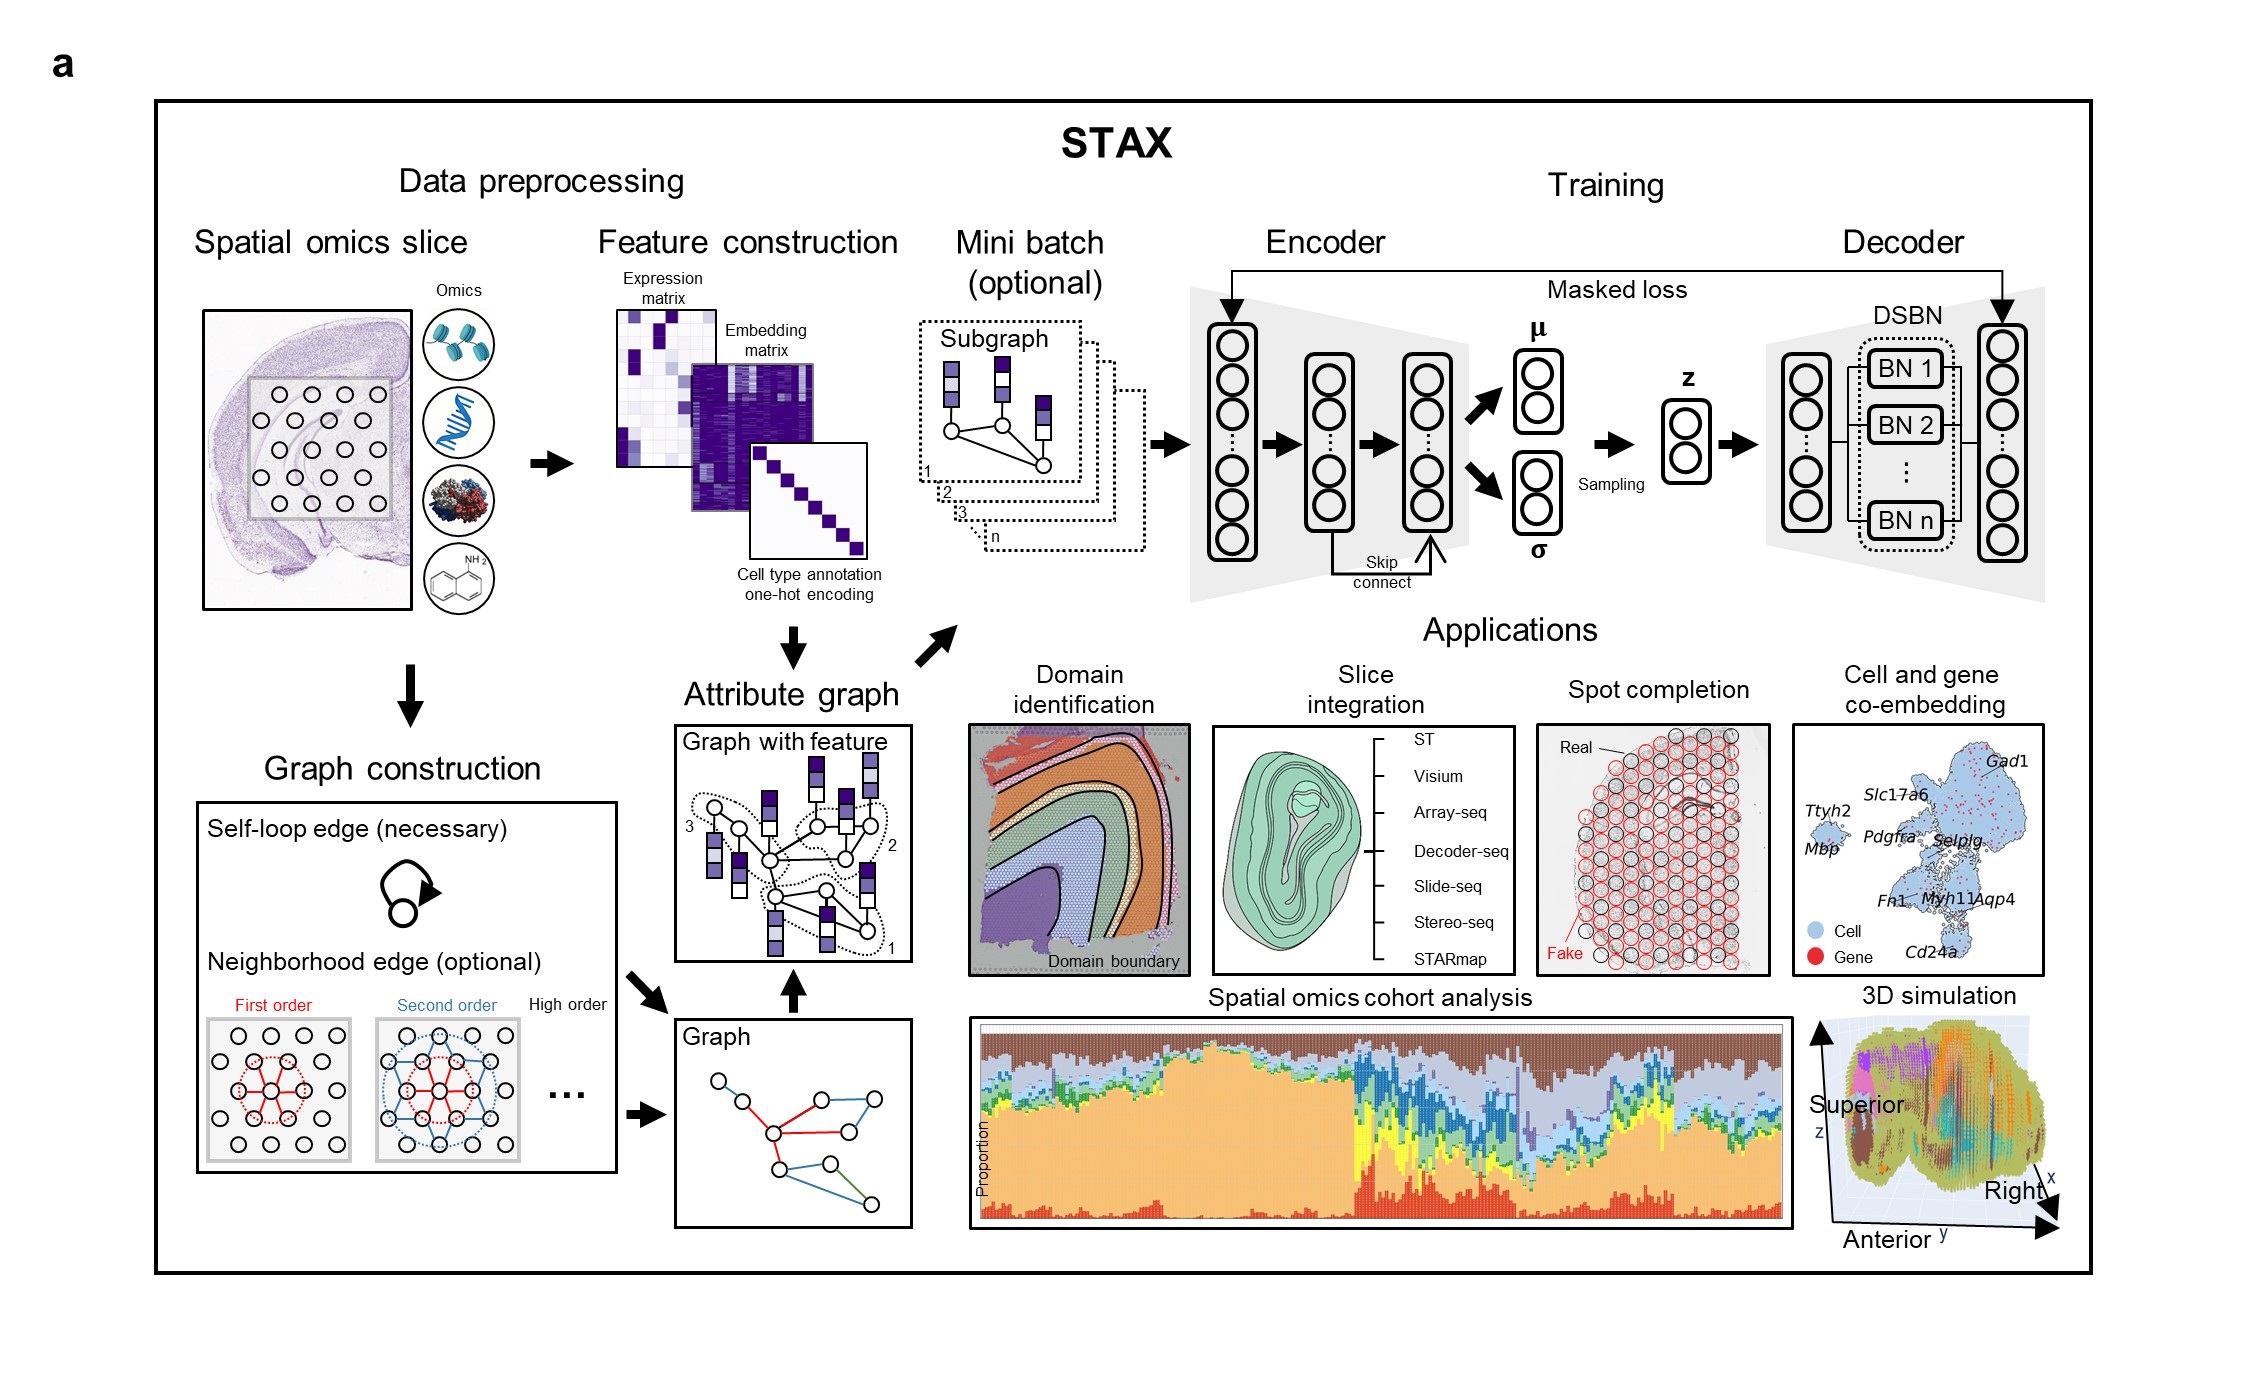 a
STAX
Data preprocessing
Training
Spatial omics slice
Feature construction
Mini batch
(optional)
Encoder
Decoder
Omics
NH2
Expression
matrix
Embedding
matrix
Cell type annotation
one-hot encoding
Subgraph
1
2
3
n
Masked loss
Skip
connect
μ
σ
Sampling
z
DSBN
BN 1
BN 2
⋮
BN n
Graph construction
Self-loop edge (necessary)
Neighborhood edge (optional)
First order
Second order
High order
...
Attribute graph
Graph with feature
3
2
1
Graph
Applications
Domain
identification
Domain boundary
Slice
integration
ST
Visium
Array-seq
Decoder-seq
Slide-seq
Stereo-seq
STARmap
Spot completion
Real
Fake
Cell and gene
co-embedding
Gad1
Slc17a6
Ttyh2
Pdgfra
Selplg
Mbp
Fn1
Myh11
Aqp4
Cd24a
Cell
Gene
Spatial omics cohort analysis
Proportion
3D simulation
Superior
z
Right
x
Anterior
y